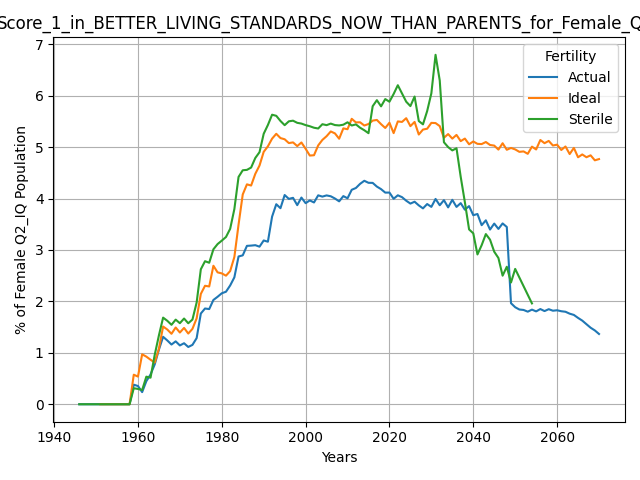 Score_1_in_BETTER_LIVING_STANDARDS_NOW_THAN_PARENTS_for_Female_Q
Fertility
Actual
Ideal
Sterile
% of Female Q2_IQ Population
7
6
5
4
3
2
1
0
1940 1960 1980 2000 2020 2040 2060
Years